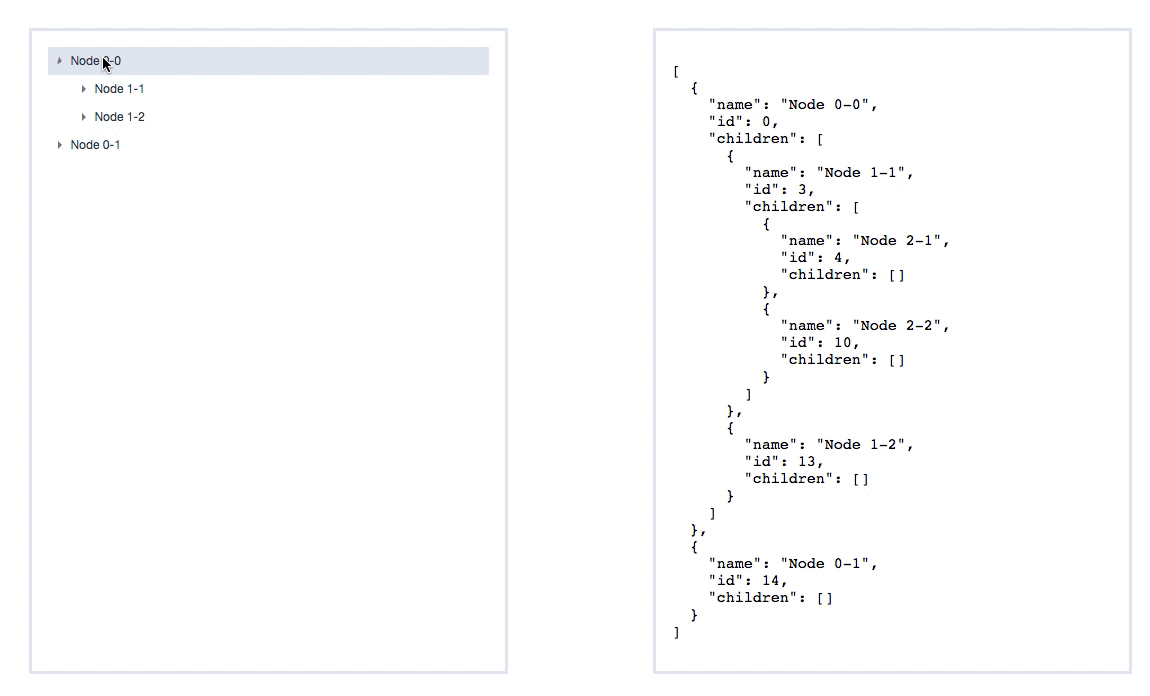 Node 0-0
Node 1-1
Node 1-2
Node 0-1
[
  {
    "name": "Node 0-0",
    "id": 0,
    "children": [
      {
        "name": "Node 1-1",
        "id": 3,
        "children": [
          {
            "name": "Node 2-1",
            "id": 4,
            "children": []
          },
          {
            "name": "Node 2-2",
            "id": 10,
            "children": []
          }
        ]
      },
      {
        "name": "Node 1-2",
        "id": 13,
        "children": []
      }
    ]
  },
  {
    "name": "Node 0-1",
    "id": 14,
    "children": []
  }
]